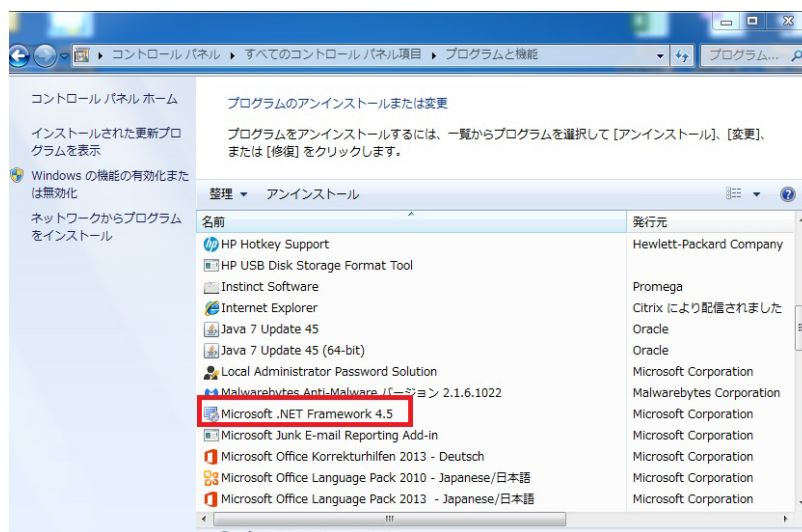 コントロール パネル ▸ すべてのコントロール パネル項目 ▸ プログラムと機能
プログラム...
コントロール パネル ホーム
インストールされた更新プロ
グラムを表示
Windows の機能の有効化また
は無効化
ネットワークからプログラム
をインストール
プログラムのアンインストールまたは変更
プログラムをアンインストールするには、一覧からプログラムを選択して [アンインストール]、[変更]、
または [修復] をクリックします。
整理 アンインストール
名前 発行元
HP Hotkey Support Hewlett-Packard Company
HP USB Disk Storage Format Tool
Instinct Software Promega
Internet Explorer Citrix により配信されました
Java 7 Update 45 Oracle
Java 7 Update 45 (64-bit) Oracle
Local Administrator Password Solution Microsoft Corporation
Malwarebytes Anti-Malware バージョン 2.1.6.1022 Malwarebytes Corporation
Microsoft .NET Framework 4.5 Microsoft Corporation
Microsoft Junk E-mail Reporting Add-in Microsoft Corporation
Microsoft Office Korrekturhilfen 2013 - Deutsch Microsoft Corporation
Microsoft Office Language Pack 2010 - Japanese/日本語 Microsoft Corporation
Microsoft Office Language Pack 2013 - Japanese/日本語 Microsoft Corporation